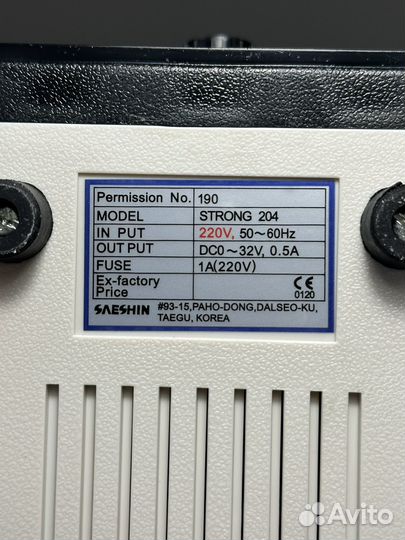 Permission No. 190
MODEL STRONG 204
IN PUT 220V, 50~60Hz
OUT PUT DC0~32V, 0.5A
FUSE 1A(220V)
Ex-factory Price CE 0120
SAESHIN #93-15,PAHO-DONG,DALSEO-KU,
TAEGU, KOREA
Avito